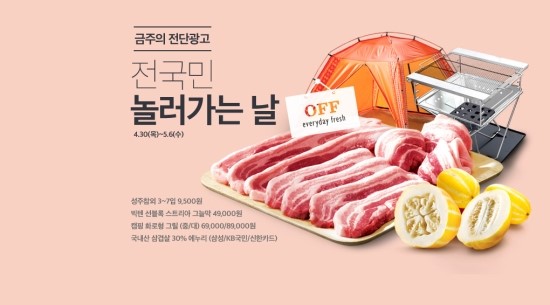 금주의 전단광고
전국민
놀러가는 날
4.30(목)~5.6(수)
OFF
everyday fresh
성주참외 3~7입 9,500원
빅텐 선블록 스트리아 그늘막 49,000원
캠핑 화로형 그릴 (중/대) 69,000/89,000원
국내산 삼겹살 30% 에누리 (삼성/KB국민/신한카드)